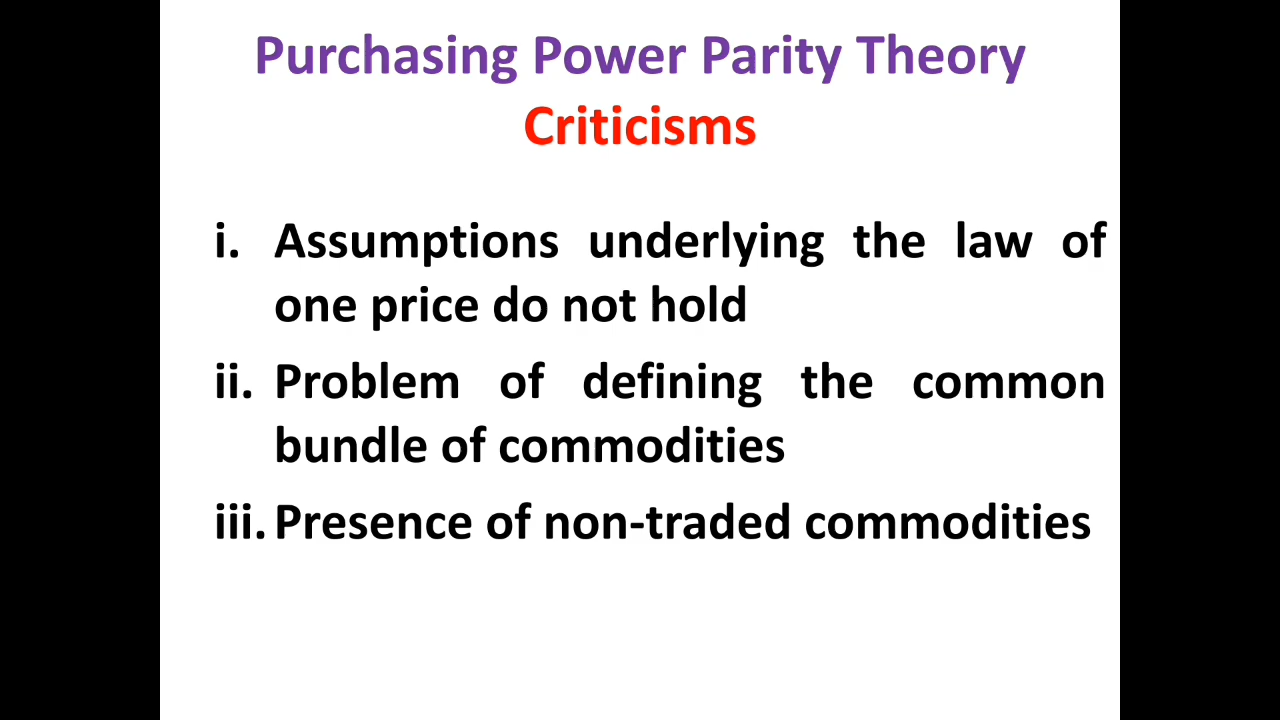 Purchasing Power Parity Theory
Criticisms
i. Assumptions underlying the law of
one price do not hold
ii. Problem of defining the common
bundle of commodities
iii. Presence of non-traded commodities